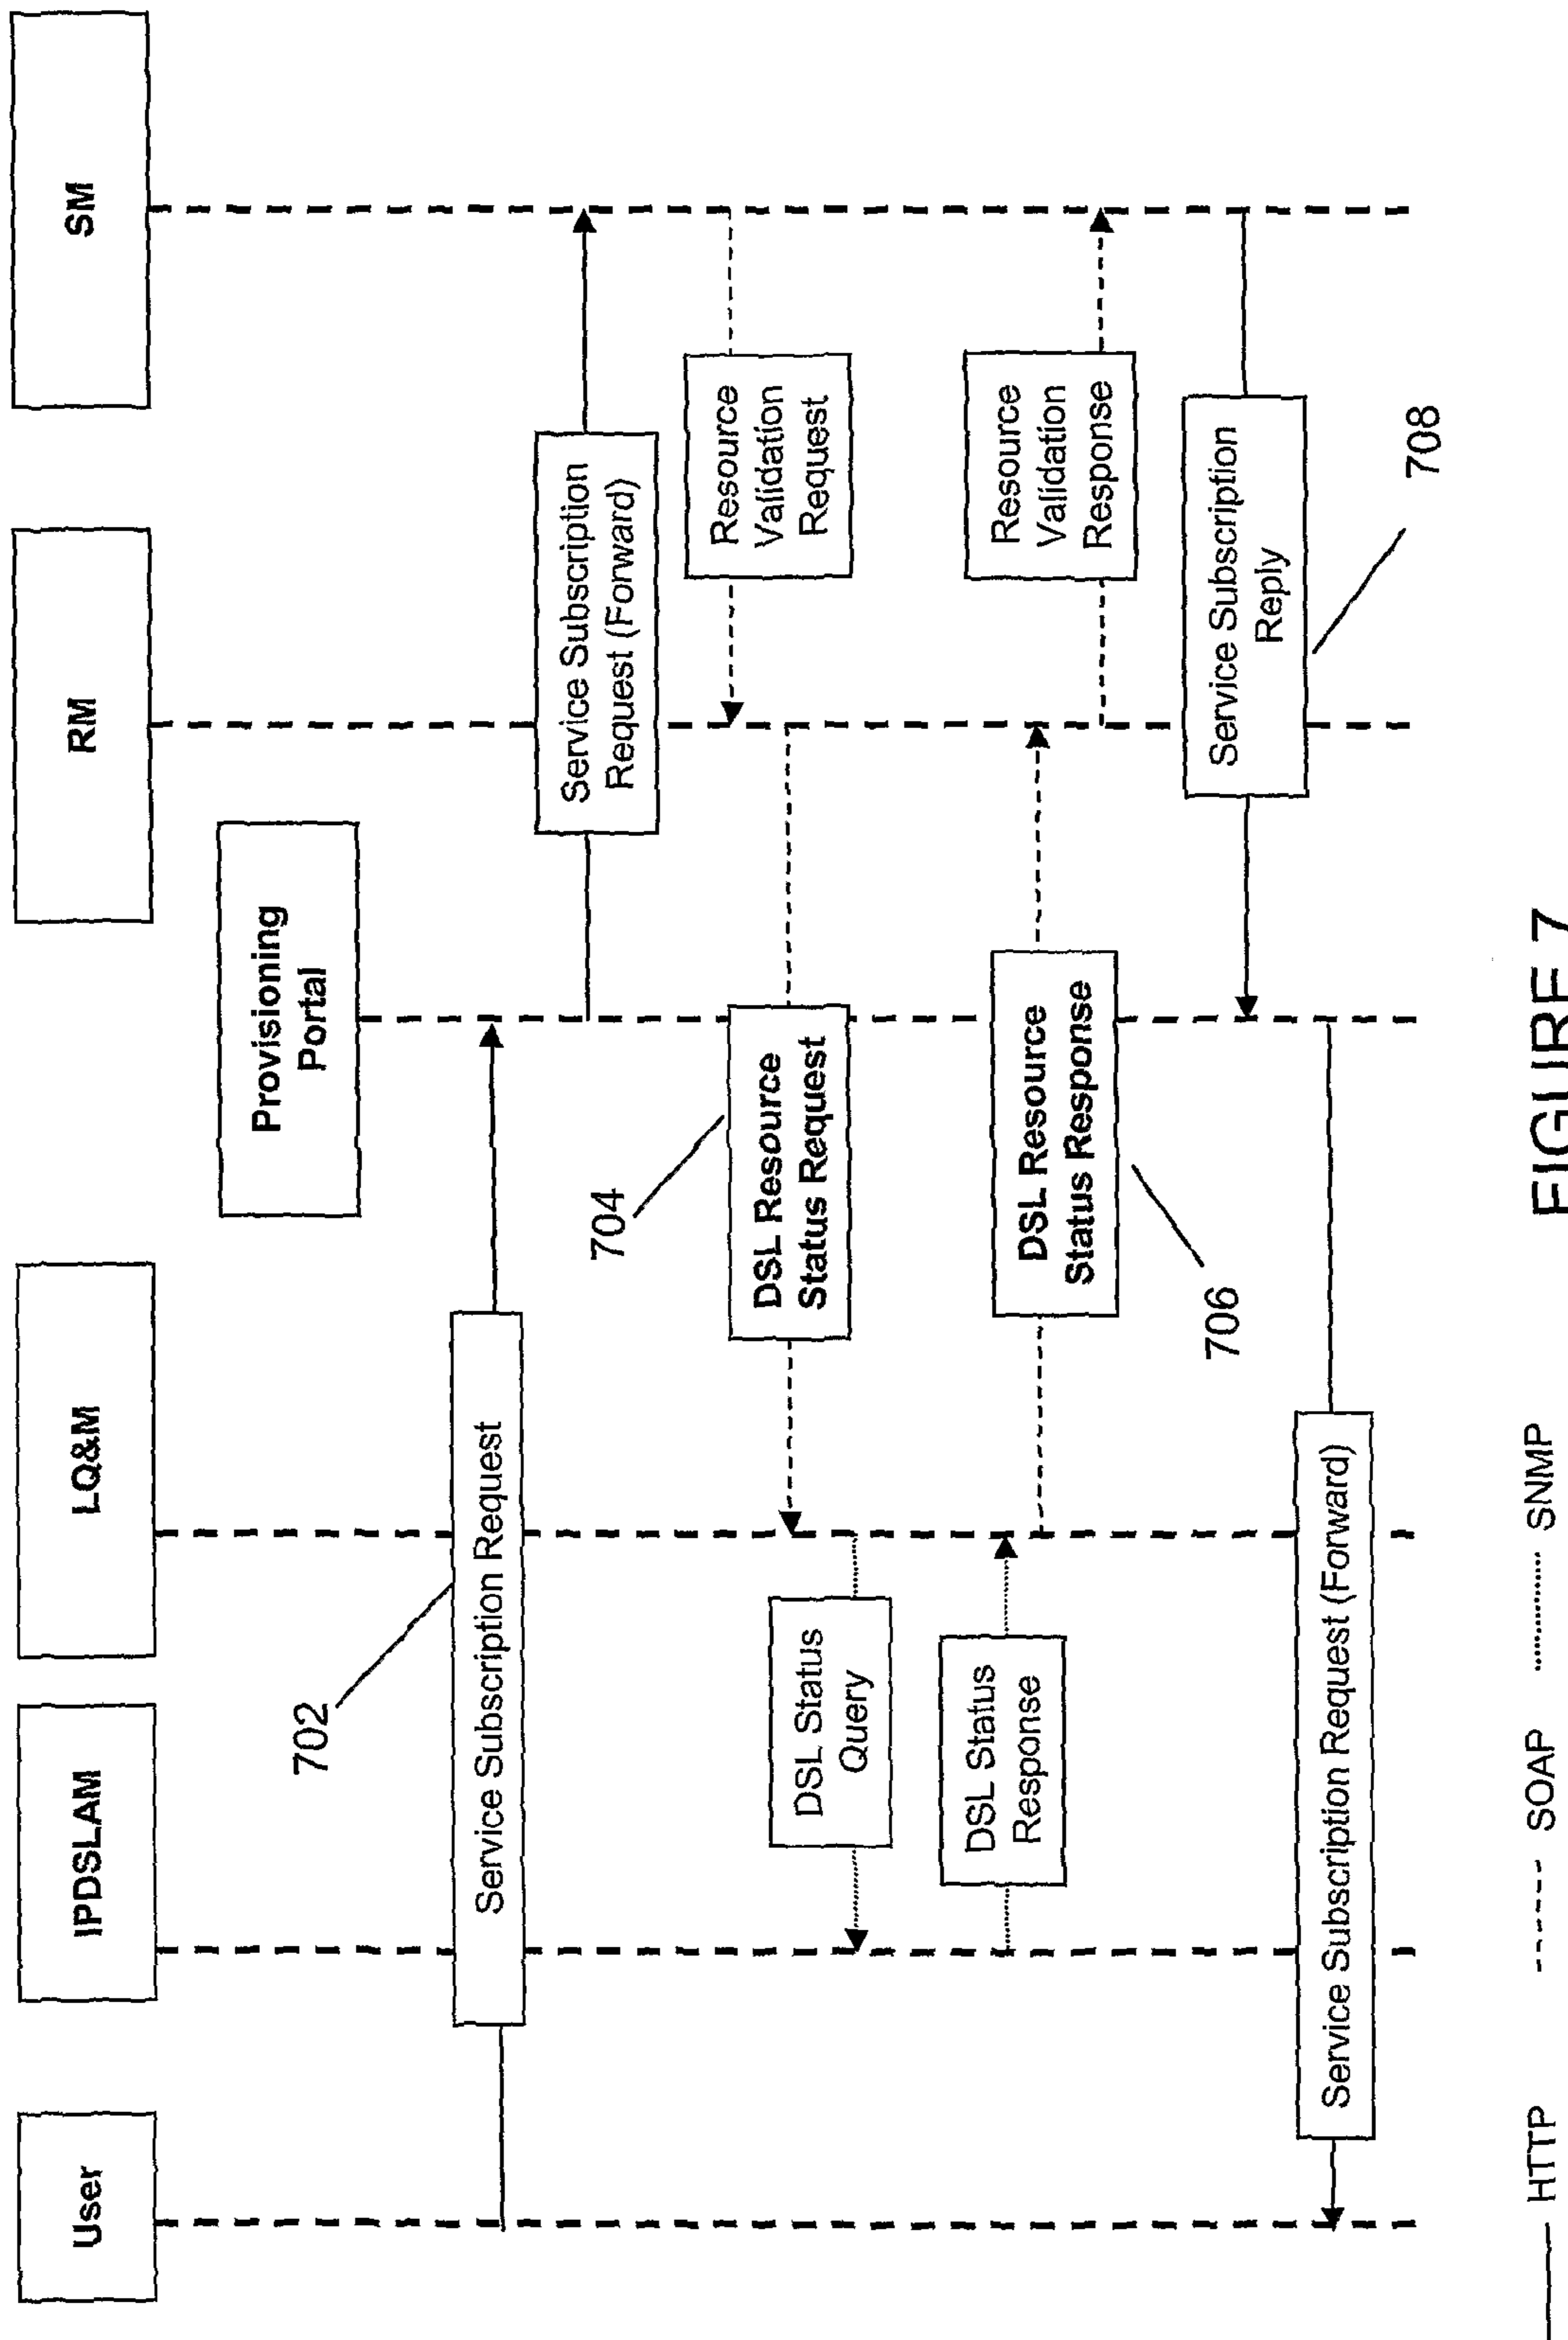 User
IPDSLAM
LQ&M
Provisioning
Portal
RM
SM
702
Service Subscription Request
Service Subscription
Request (Forward)
Resource
Validation
Request
704
DSL Resource
Status Request
DSL Status
Query
DSL Status
Response
DSL Resource
Status Response
706
Resource
Validation
Response
Service Subscription
Reply
708
Service Subscription Request (Forward)
HTTP
SOAP
SNMP
FIGURE 7